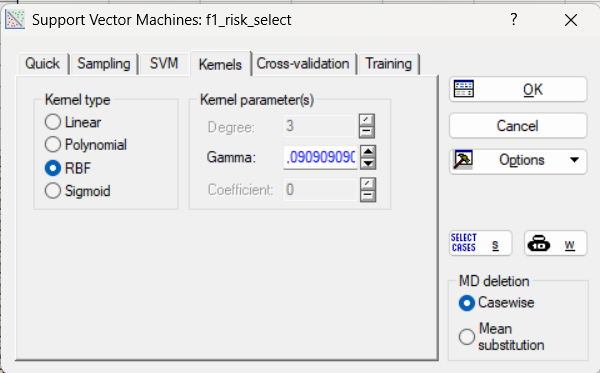 Support Vector Machines: f1_risk_select
Quick Sampling SVM Kernels Cross-validation Training
Kernel type
Linear
Polynomial
RBF
Sigmoid
Kernel parameter(s)
Degree: 3
Gamma: ,090909090
Coefficient: 0
OK
Cancel
Options
SELECT CASES s
w
MD deletion
Casewise
Mean
substitution